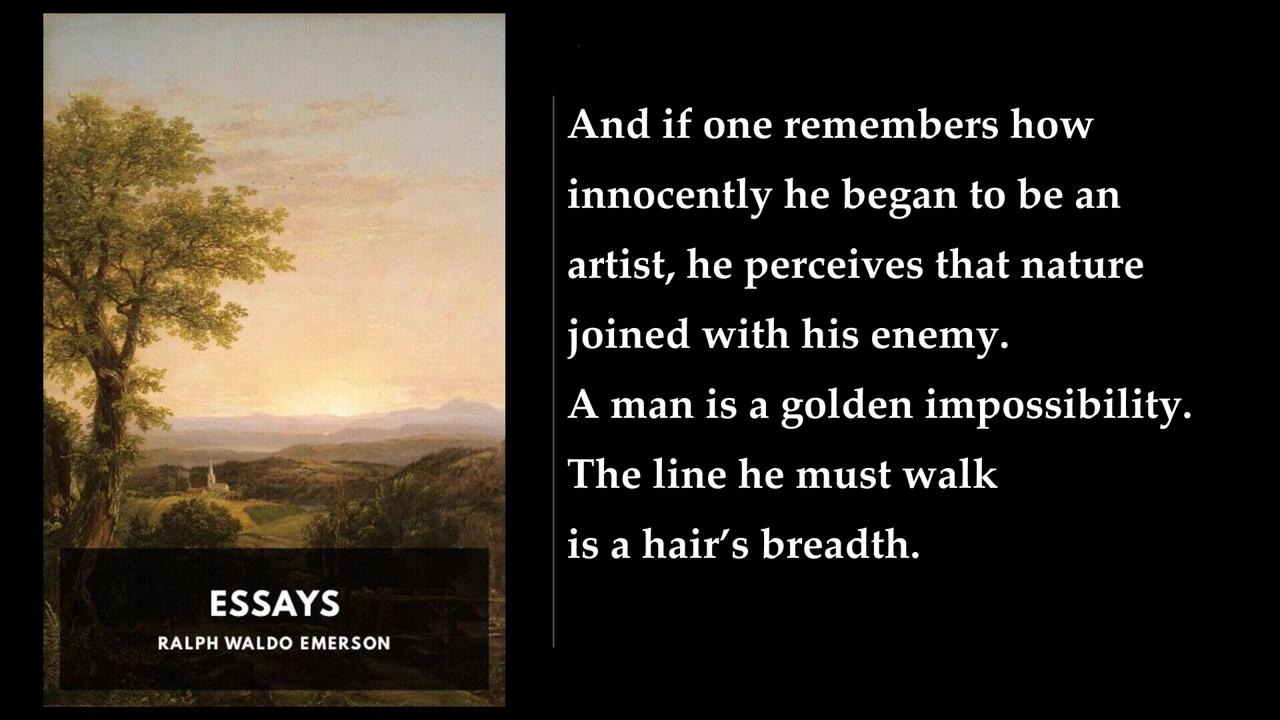 ESSAYS
RALPH WALDO EMERSON
And if one remembers how
innocently he began to be an
artist, he perceives that nature
joined with his enemy.
A man is a golden impossibility.
The line he must walk
is a hair’s breadth.